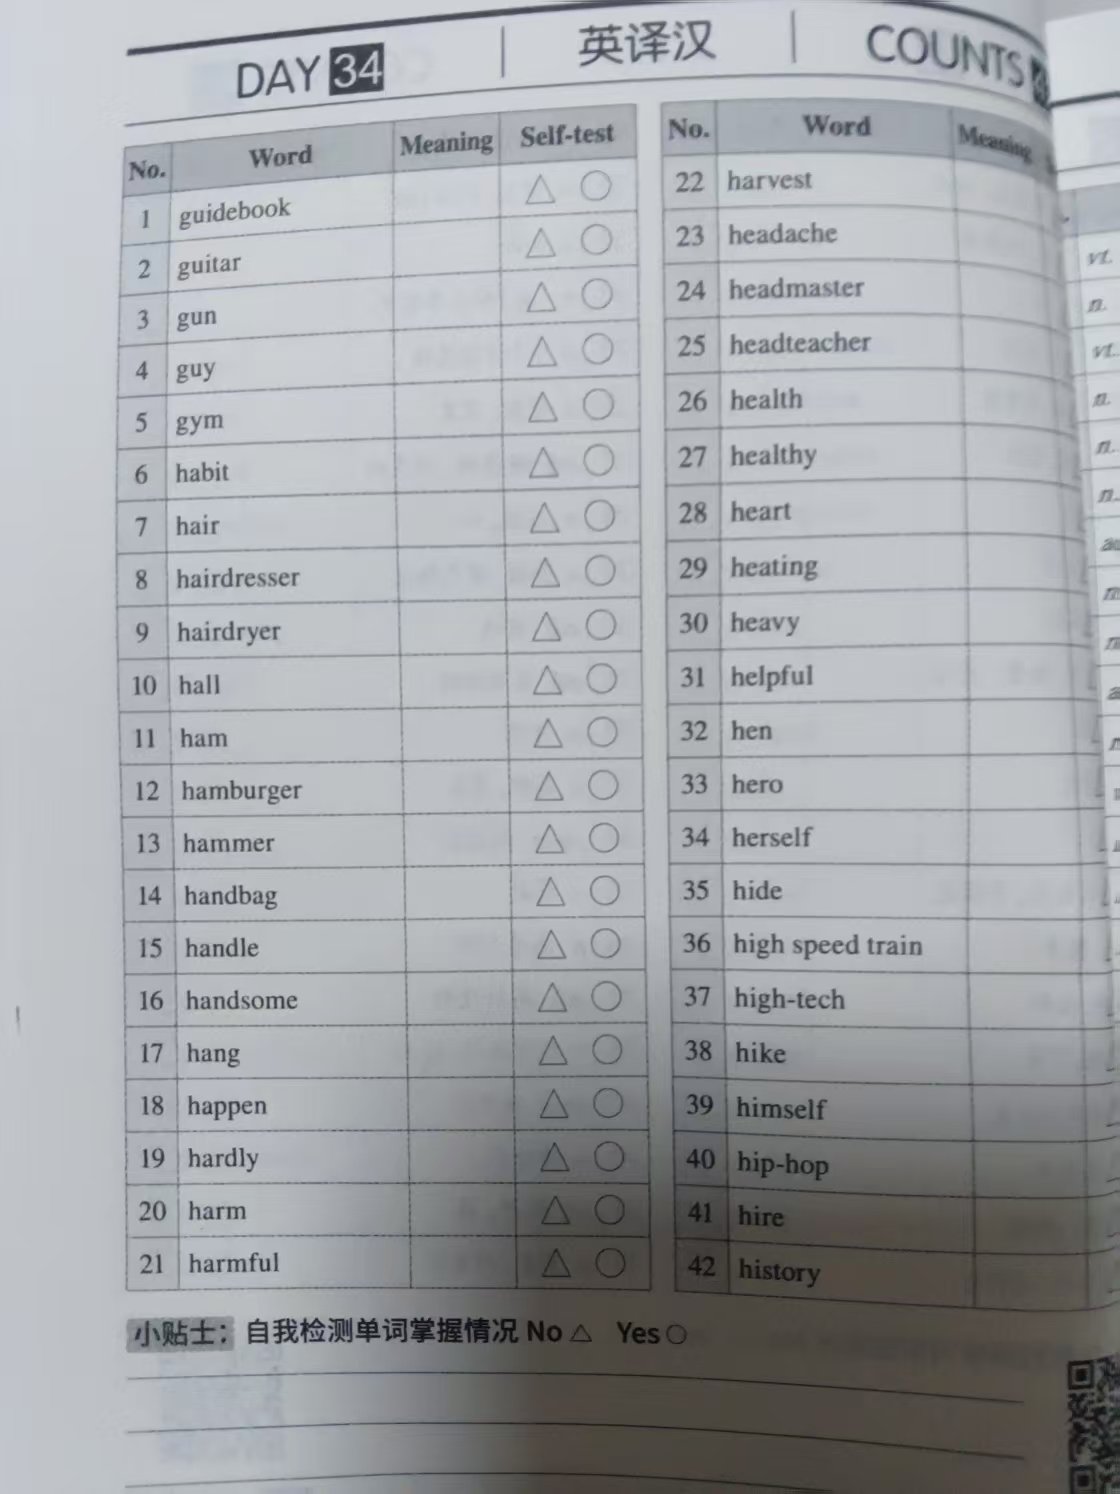 DAY 34
英译汉
COUNTS
No. Word Meaning Self-test
1 guidebook △ ○
2 guitar △ ○
3 gun △ ○
4 guy △ ○
5 gym △ ○
6 habit △ ○
7 hair △ ○
8 hairdresser △ ○
9 hairdryer △ ○
10 hall △ ○
11 ham △ ○
12 hamburger △ ○
13 hammer △ ○
14 handbag △ ○
15 handle △ ○
16 handsome △ ○
17 hang △ ○
18 happen △ ○
19 hardly △ ○
20 harm △ ○
21 harmful △ ○
No. Word Meaning
22 harvest
23 headache
24 headmaster
25 headteacher
26 health
27 healthy
28 heart
29 heating
30 heavy
31 helpful
32 hen
33 hero
34 herself
35 hide
36 high speed train
37 high-tech
38 hike
39 himself
40 hip-hop
41 hire
42 history
小贴士：自我检测单词掌握情况 No △ Yes ○
vt.
n.
vt.
n.
n.
n.